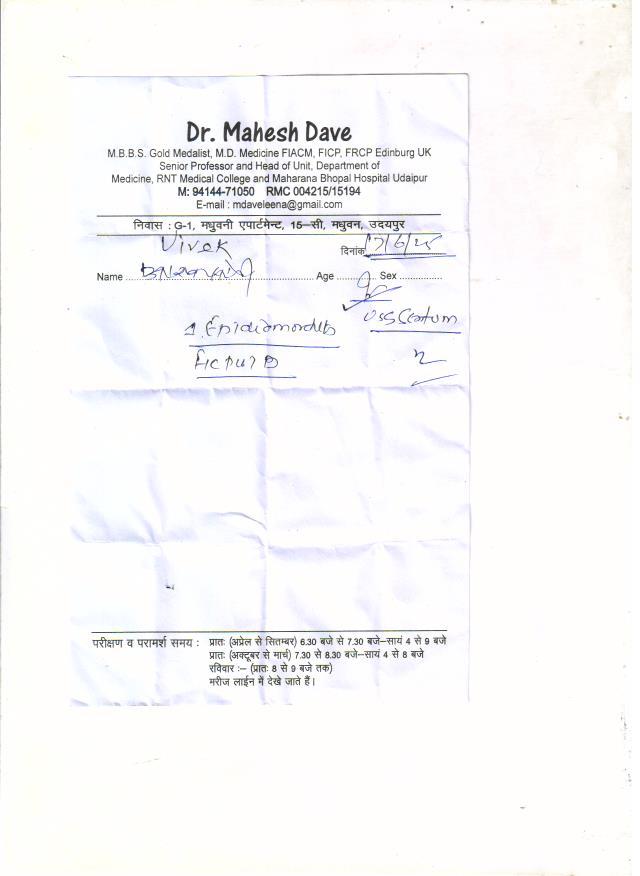 Dr. Mahesh Dave
M.B.B.S. Gold Medalist, M.D. Medicine FIACM, FICP, FRCP Edinburg UK
Senior Professor and Head of Unit, Department of
Medicine, RNT Medical College and Maharana Bhopal Hospital Udaipur
M: 94144-71050 RMC 004215/15194
E-mail : mdaveleena@gmail.com
निवास : G-1, मधुवनी एपार्टमेन्ट, 15–सी, मधुवन, उदयपुर
Vivek
दिनांक
Name Age Sex
परीक्षण व परामर्श समय : प्रातः (अप्रेल से सितम्बर) 6.30 बजे से 7.30 बजे–सायं 4 से 9 बजे
प्रातः (अक्टूबर से मार्च) 7.30 से 8.30 बजे–सायं 4 से 8 बजे
रविवार :– (प्रातः 8 से 9 बजे तक)
मरीज लाईन में देखे जाते हैं।